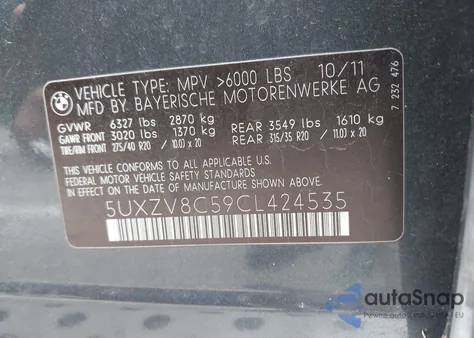 BMW
VEHICLE TYPE: MPV >6000 LBS 10/11
MFD BY BAYERISCHE MOTORENWERKE AG
GVWR 6327 lbs 2870 kg
GAWR FRONT 3020 lbs 1370 kg REAR 3549 lbs 1610 kg
TIRE/RIM FRONT 275/40 R20 // 10.0J x 20 REAR 315/35 R20 // 11.0J x 20
THIS VEHICLE CONFORMS TO ALL APPLICABLE U.S.
FEDERAL MOTOR VEHICLE SAFETY STANDARDS IN
EFFECT ON THE DATE OF MANUFACTURE SHOWN ABOVE.
5UXZV8C59CL424535
7 232 476
autoSnap